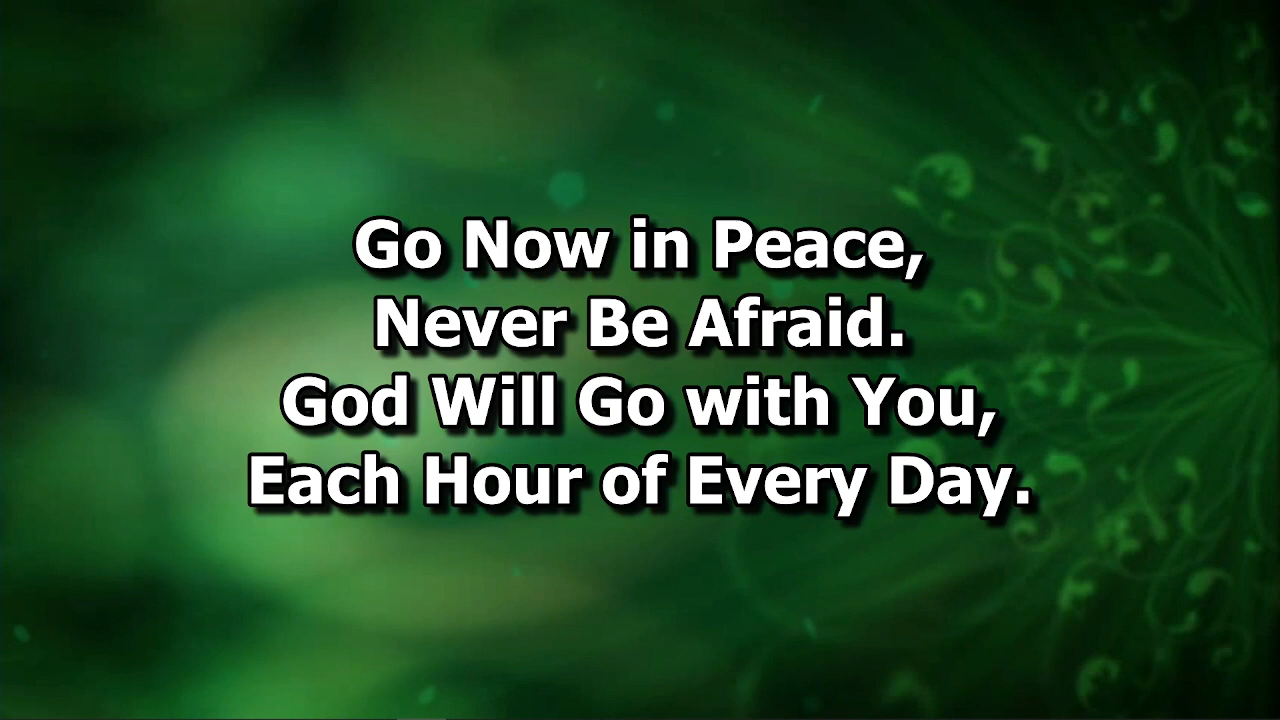 Go Now in Peace,
Never Be Afraid.
God Will Go with You,
Each Hour of Every Day.